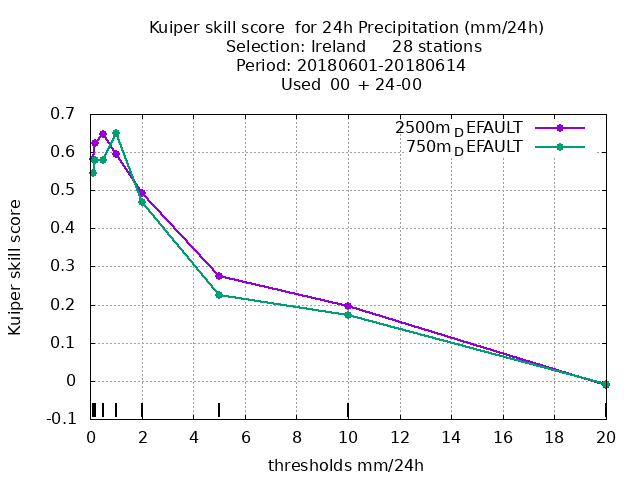 Kuiper skill score for 24h Precipitation (mm/24h)
Selection: Ireland 28 stations
Period: 20180601-20180614
Used 00 + 24-00
2500m_DEFAULT
750m_DEFAULT
Kuiper skill score
0.7
0.6
0.5
0.4
0.3
0.2
0.1
0
-0.1
0 2 4 6 8 10 12 14 16 18 20
thresholds mm/24h